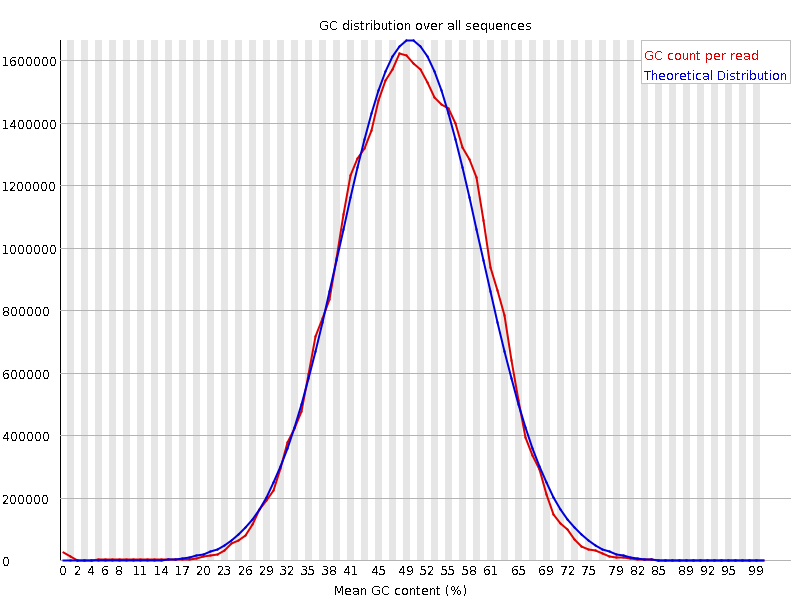 GC distribution over all sequences
GC count per read
Theoretical Distribution
1600000
1400000
1200000
1000000
800000
600000
400000
200000
0
0 2 4 6 8 11 14 17 20 23 26 29 32 35 38 41 45 49 52 55 58 61 65 69 72 75 79 82 85 89 92 95 99
Mean GC content (%)